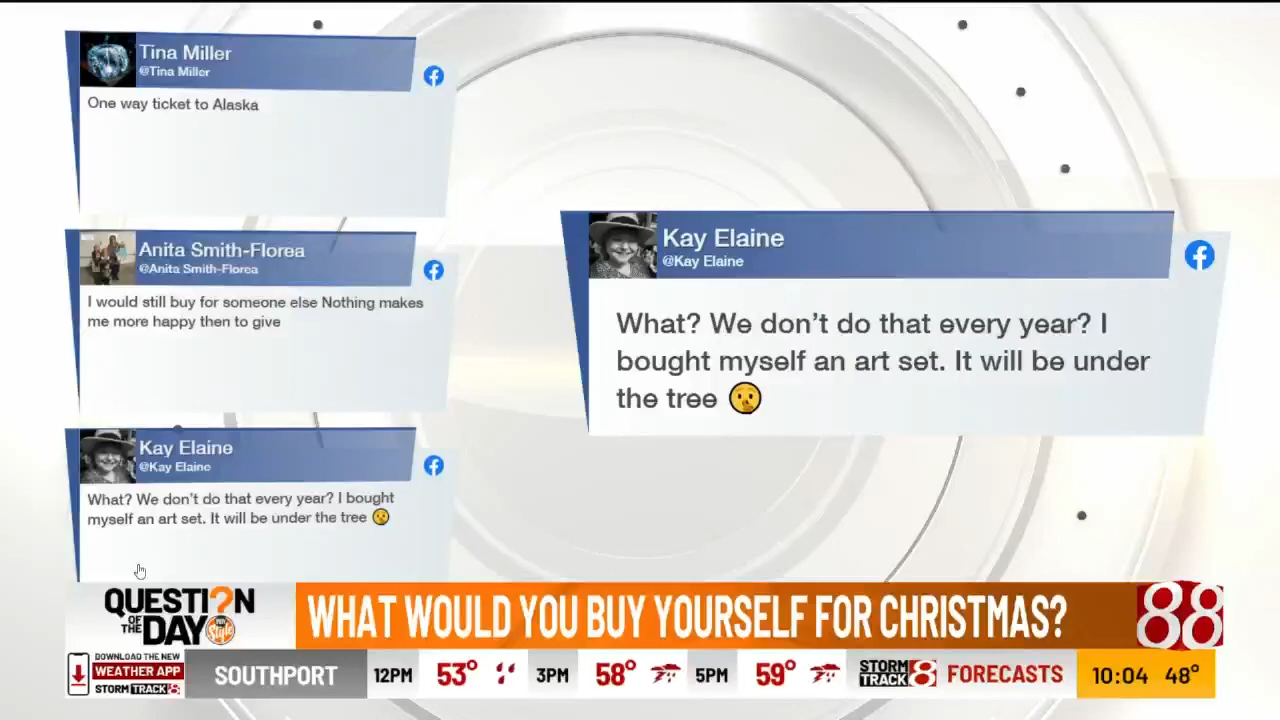 Tina Miller
@Tina Miller
One way ticket to Alaska
Anita Smith-Florea
@Anita Smith-Florea
I would still buy for someone else Nothing makes
me more happy then to give
Kay Elaine
@Kay Elaine
What? We don't do that every year? I bought
myself an art set. It will be under the tree 🤫
Kay Elaine
@Kay Elaine
What? We don't do that every year? I
bought myself an art set. It will be under
the tree 🤫
QUESTI?N
OF THE DAY
Style
WHAT WOULD YOU BUY YOURSELF FOR CHRISTMAS?
88
DOWNLOAD THE NEW
WEATHER APP
STORM TRACK 8
SOUTHPORT
12PM 53° 3PM 58° 5PM 59°
STORM TRACK 8 FORECASTS
10:04 48°